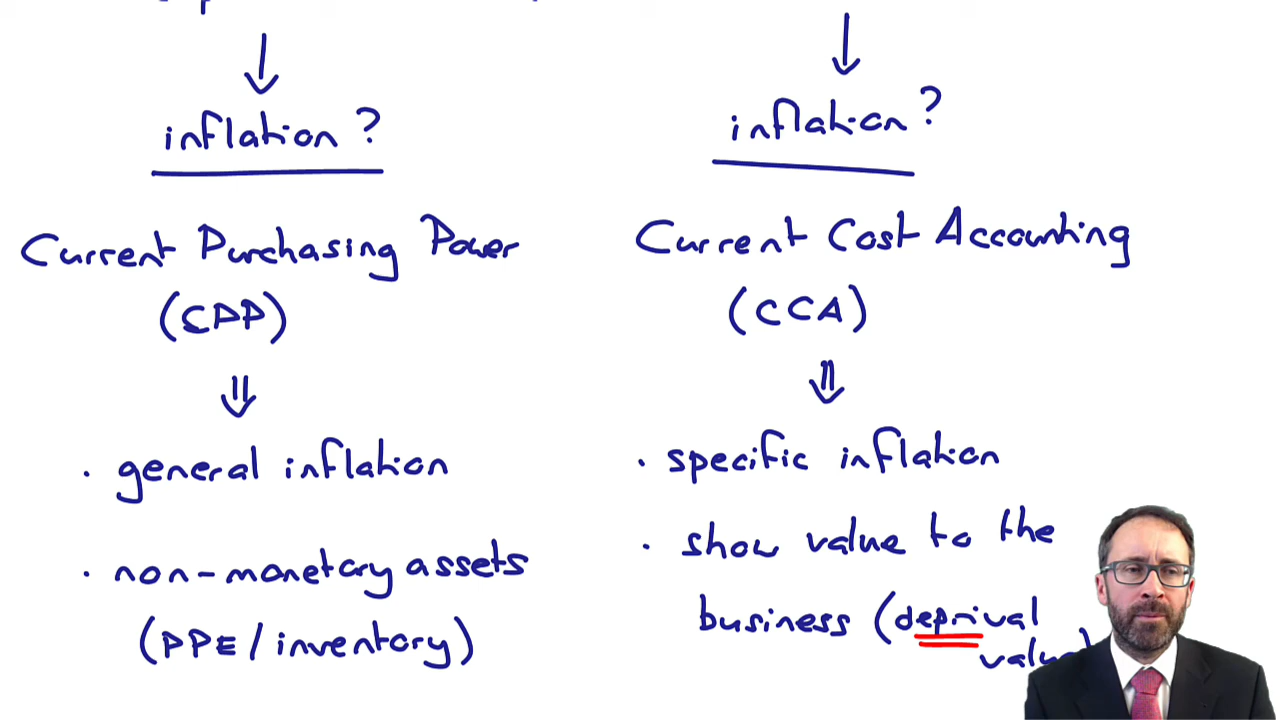 inflation?
Current Purchasing Power
(CPP)
· general inflation
· non-monetary assets
(PPE/inventory)
inflation?
Current Cost Accounting
(CCA)
· specific inflation
· show value to the
business (deprival
value)